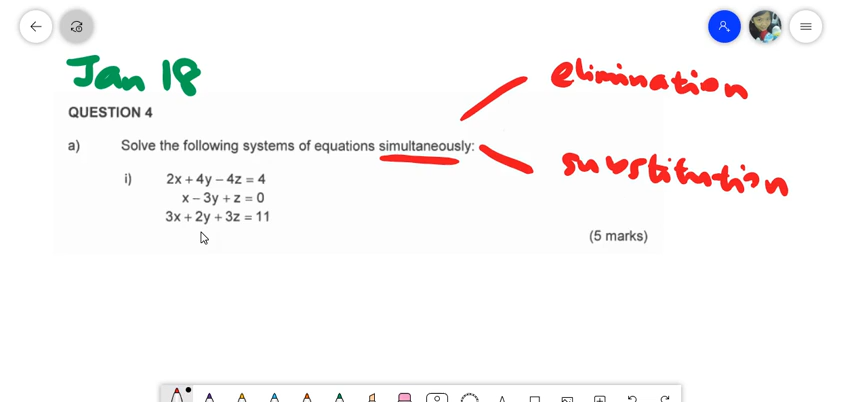 Jan 18
elimination
QUESTION 4
a) Solve the following systems of equations simultaneously:
substitution
i) 2x + 4y − 4z = 4
x − 3y + z = 0
3x + 2y + 3z = 11
(5 marks)